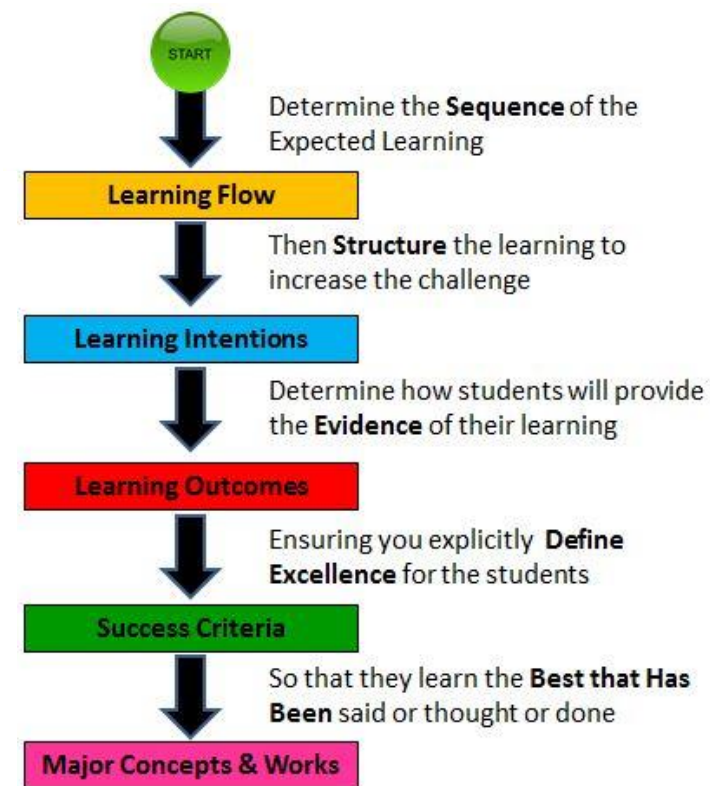 START
Determine the Sequence of the
Expected Learning
Learning Flow
Then Structure the learning to
increase the challenge
Learning Intentions
Determine how students will provide
the Evidence of their learning
Learning Outcomes
Ensuring you explicitly Define
Excellence for the students
Success Criteria
So that they learn the Best that Has
Been said or thought or done
Major Concepts & Works